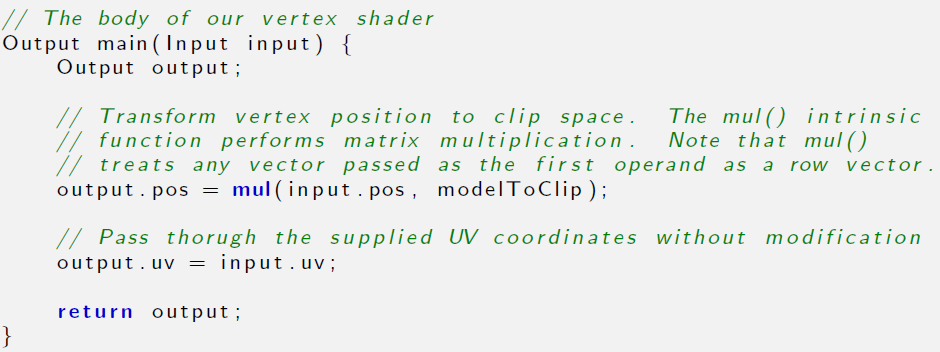 // The body of our vertex shader
Output main(Input input) {
    Output output;

    // Transform vertex position to clip space.  The mul() intrinsic
    // function performs matrix multiplication.  Note that mul()
    // treats any vector passed as the first operand as a row vector.
    output.pos = mul(input.pos, modelToClip);

    // Pass thorugh the supplied UV coordinates without modification
    output.uv = input.uv;

    return output;
}